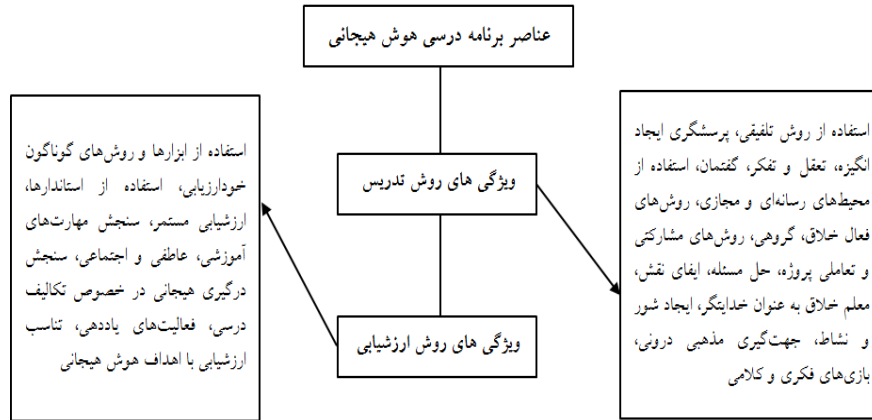 عناصر برنامه درسی هوش هیجانی
استفاده از روش تلفیقی، پرسشگری ایجاد
انگیزه، تعقل و تفکر، گفتمان، استفاده از
محیط‌های رسانه‌ای و مجازی، روش‌های
فعال خلاق، گروهی، روش‌های مشارکتی
و تعاملی پروژه، حل مسئله، ایفای نقش،
معلم خلاق به عنوان خدایتگر، ایجاد شور
و نشاط، جهت‌گیری مذهبی درونی،
بازی‌های فکری و کلامی
ویژگی های روش تدریس
استفاده از ابزارها و روش‌های گوناگون
خودارزیابی، استفاده از استاندارها،
ارزشیابی مستمر، سنجش مهارت‌های
آموزشی، عاطفی و اجتماعی، سنجش
درگیری هیجانی در خصوص تکالیف
درسی، فعالیت‌های یاددهی، تناسب
ارزشیابی با اهداف هوش هیجانی
ویژگی های روش ارزشیابی